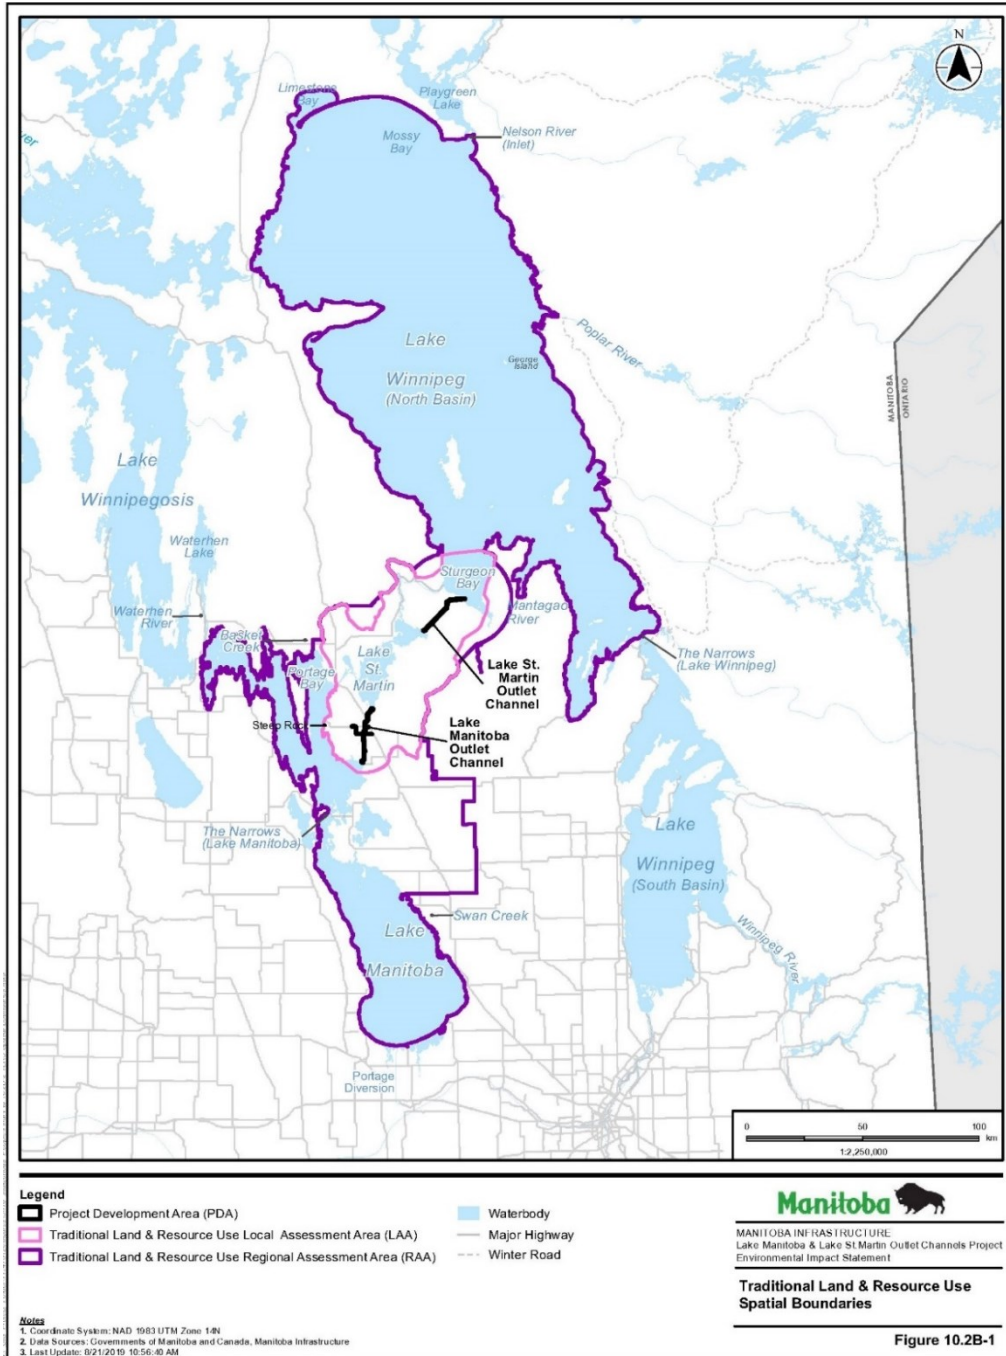 N
Limestone
Bay
Playgreen
Lake
Mossy
Bay
Nelson River
(Inlet)
Lake
Winnipeg
(North Basin)
George
Island
Poplar River
MANITOBA
ONTARIO
Lake
Winnipegosis
Waterhen
Lake
Waterhen
River
Basket
Creek
Portage
Bay
Sturgeon
Bay
Mantagao
River
Lake
St.
Martin
The Narrows
(Lake Winnipeg)
Lake St.
Martin
Outlet
Channel
Steep Rock
Lake
Manitoba
Outlet
Channel
The Narrows
(Lake Manitoba)
Lake
Winnipeg
(South Basin)
Swan Creek
Lake
Manitoba
Winnipeg River
Portage
Diversion
0 50 100
km
1:2,250,000
Legend
Project Development Area (PDA)
Traditional Land & Resource Use Local Assessment Area (LAA)
Traditional Land & Resource Use Regional Assessment Area (RAA)
Waterbody
Major Highway
Winter Road
Manitoba
MANITOBA INFRASTRUCTURE
Lake Manitoba & Lake St.Martin Outlet Channels Project
Environmental Impact Statement
Traditional Land & Resource Use
Spatial Boundaries
Figure 10.2B-1
Notes
1. Coordinate System: NAD 1983 UTM Zone 14N
2. Data Sources: Governments of Manitoba and Canada, Manitoba Infrastructure
3. Last Update: 8/21/2019 10:56:40 AM